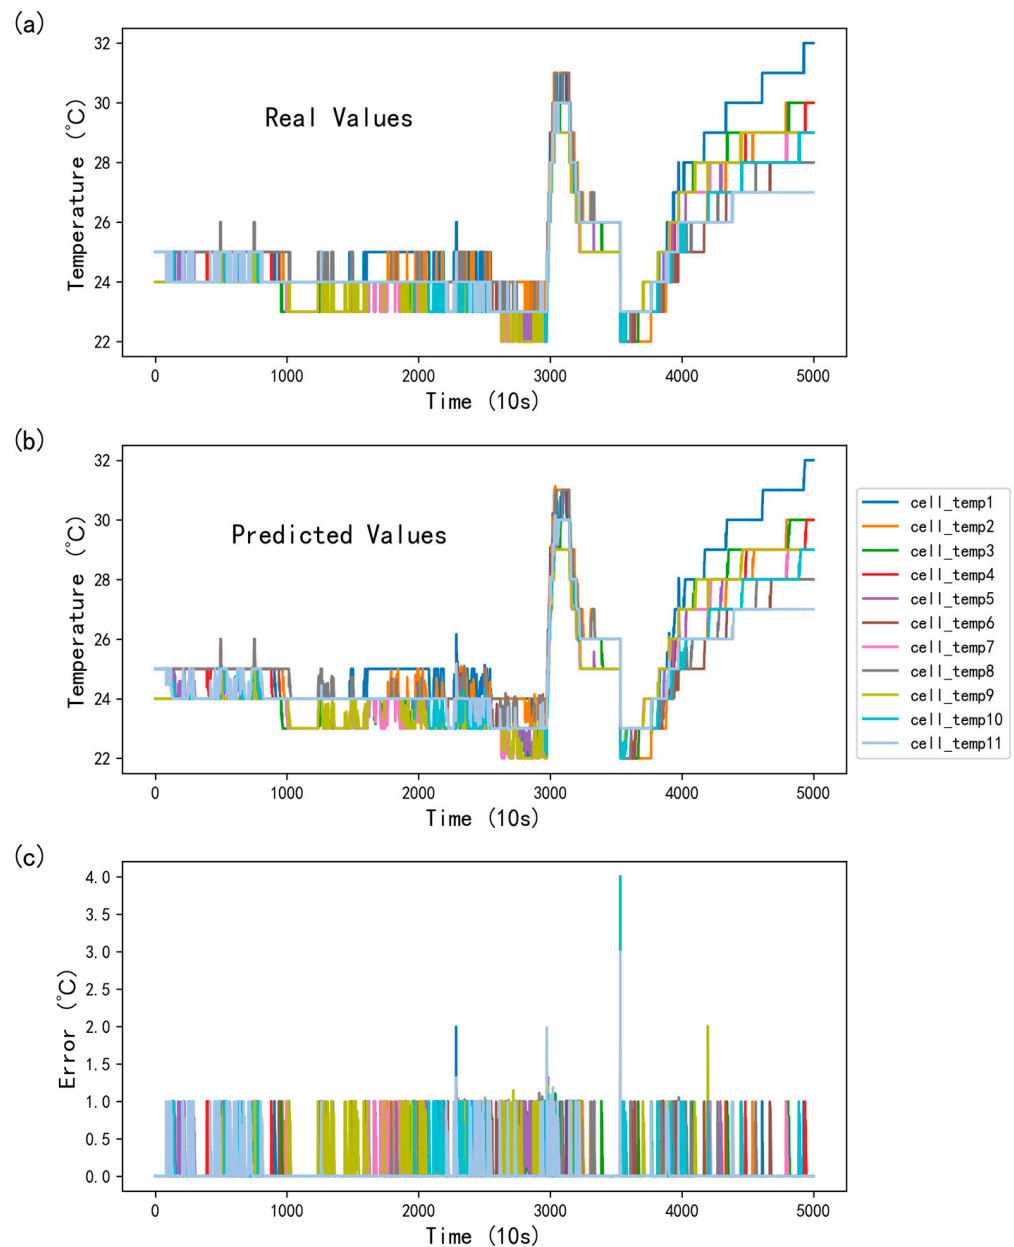 (a)
32
30
28
26
24
22
Temperature (℃)
Real Values
0 1000 2000 3000 4000 5000
Time (10s)
(b)
32
30
28
26
24
22
Temperature (℃)
Predicted Values
0 1000 2000 3000 4000 5000
Time (10s)
cell_temp1
cell_temp2
cell_temp3
cell_temp4
cell_temp5
cell_temp6
cell_temp7
cell_temp8
cell_temp9
cell_temp10
cell_temp11
(c)
4.0
3.5
3.0
2.5
2.0
1.5
1.0
0.5
0.0
Error (℃)
0 1000 2000 3000 4000 5000
Time (10s)